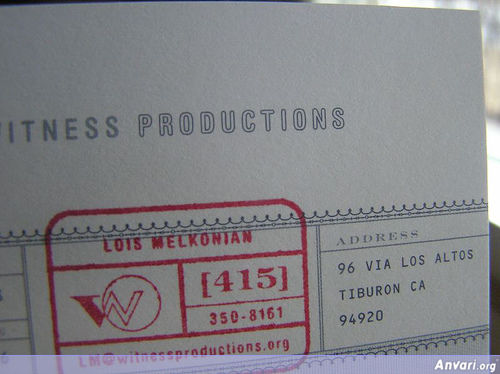 WITNESS PRODUCTIONS
LOIS MELKONIAN
W
[415]
350-8161
LM@witnessproductions.org
ADDRESS
96 VIA LOS ALTOS
TIBURON CA
94920
Anvari.org